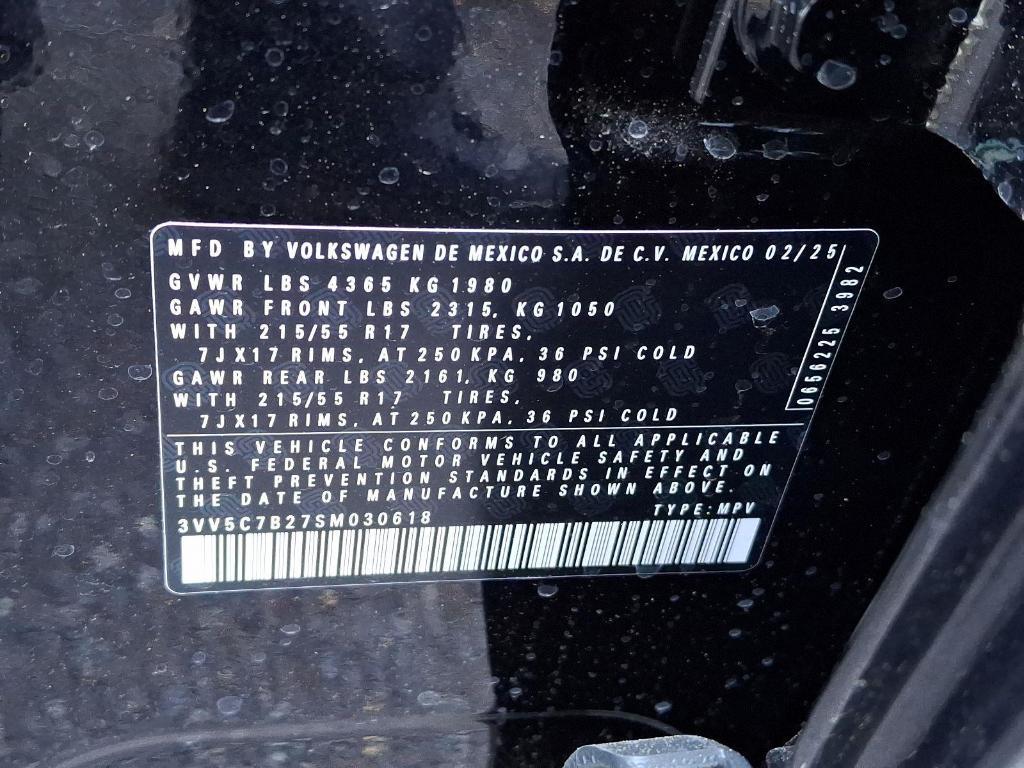 MFD BY VOLKSWAGEN DE MEXICO S.A. DE C.V. MEXICO 02/25
GVWR LBS 4365 KG 1980
GAWR FRONT LBS 2315, KG 1050
WITH 215/55 R17 TIRES,
7JX17 RIMS, AT 250 KPA, 36 PSI COLD
GAWR REAR LBS 2161, KG 980
WITH 215/55 R17 TIRES,
7JX17 RIMS, AT 250 KPA, 36 PSI COLD
0656225 3982
THIS VEHICLE CONFORMS TO ALL APPLICABLE
U.S. FEDERAL MOTOR VEHICLE SAFETY AND
THEFT PREVENTION STANDARDS IN EFFECT ON
THE DATE OF MANUFACTURE SHOWN ABOVE.
TYPE: MPV
3VV5C7B27SM030618